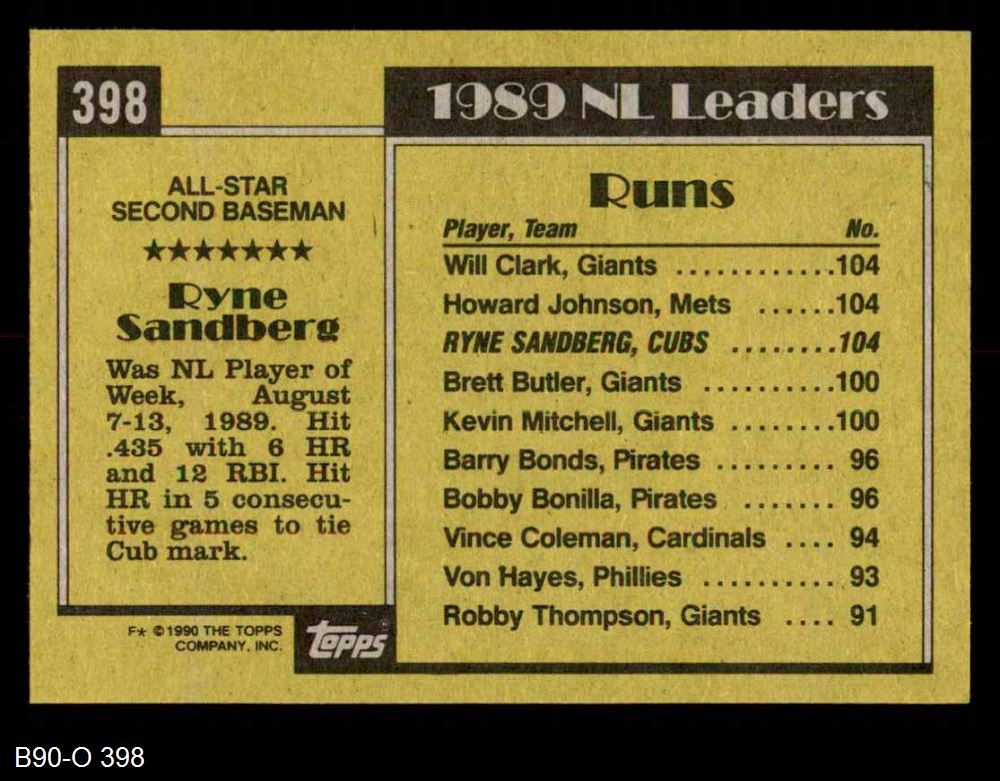 398
ALL-STAR
SECOND BASEMAN
★★★★★★★
Ryne
Sandberg
Was NL Player of
Week, August
7-13, 1989. Hit
.435 with 6 HR
and 12 RBI. Hit
HR in 5 consecu-
tive games to tie
Cub mark.
F* © 1990 THE TOPPS
COMPANY, INC.
Topps
1989 NL Leaders
Runs
Player, Team No.
Will Clark, Giants ............104
Howard Johnson, Mets ......104
RYNE SANDBERG, CUBS ........104
Brett Butler, Giants ..........100
Kevin Mitchell, Giants .........100
Barry Bonds, Pirates ......... 96
Bobby Bonilla, Pirates ....... 96
Vince Coleman, Cardinals .... 94
Von Hayes, Phillies .......... 93
Robby Thompson, Giants .... 91
B90-O 398